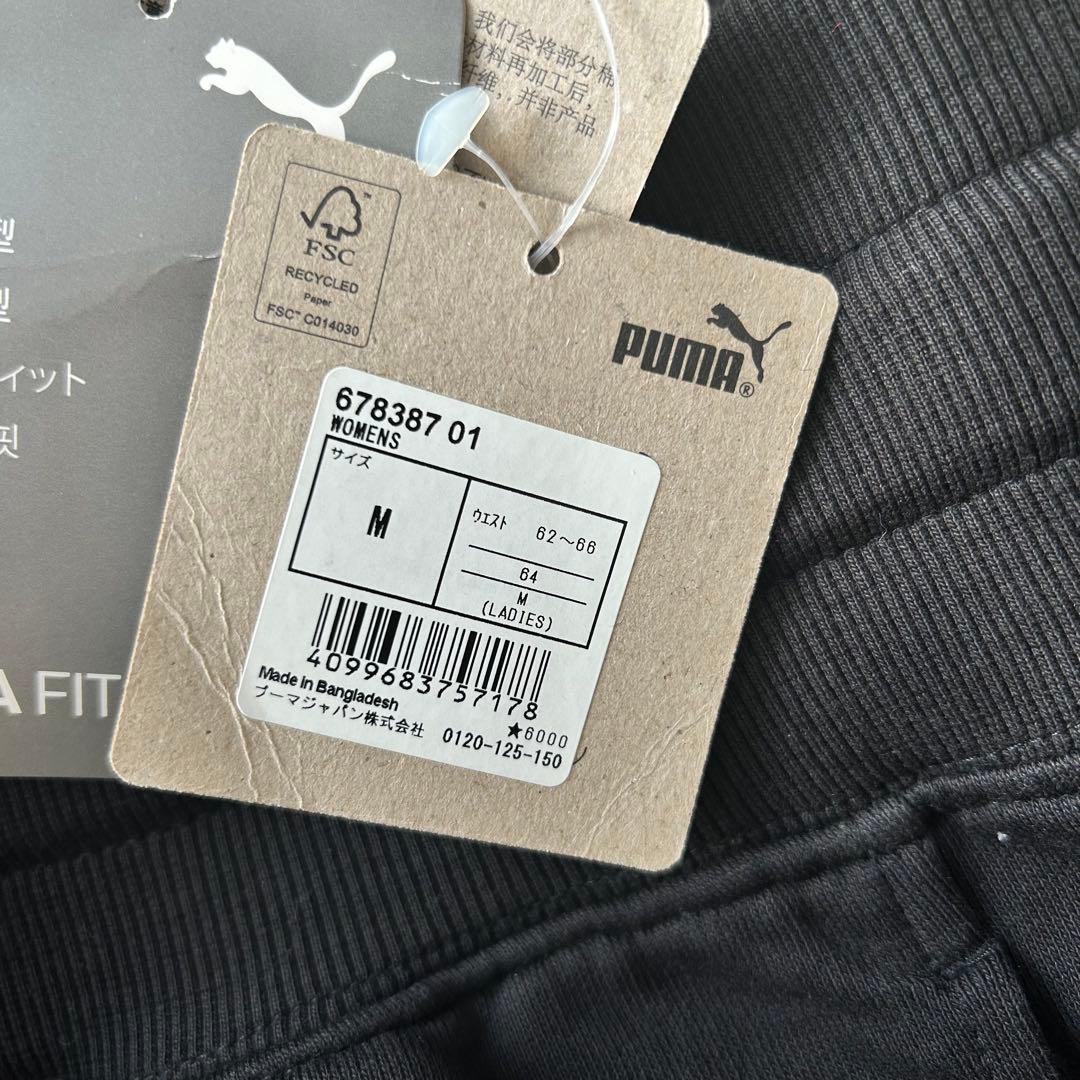 我们会将部分棉
材料再加工后,
纤维,并非产品
型
型
ィット
핏
A FIT
FSC™
RECYCLED
Paper
FSC™ C014030
PUMA®
678387 01
WOMENS
サイズ
M
ウエスト 62～66
64
M
(LADIES)
4099683757178
Made in Bangladesh ★6000
プーマジャパン株式会社 0120-125-150